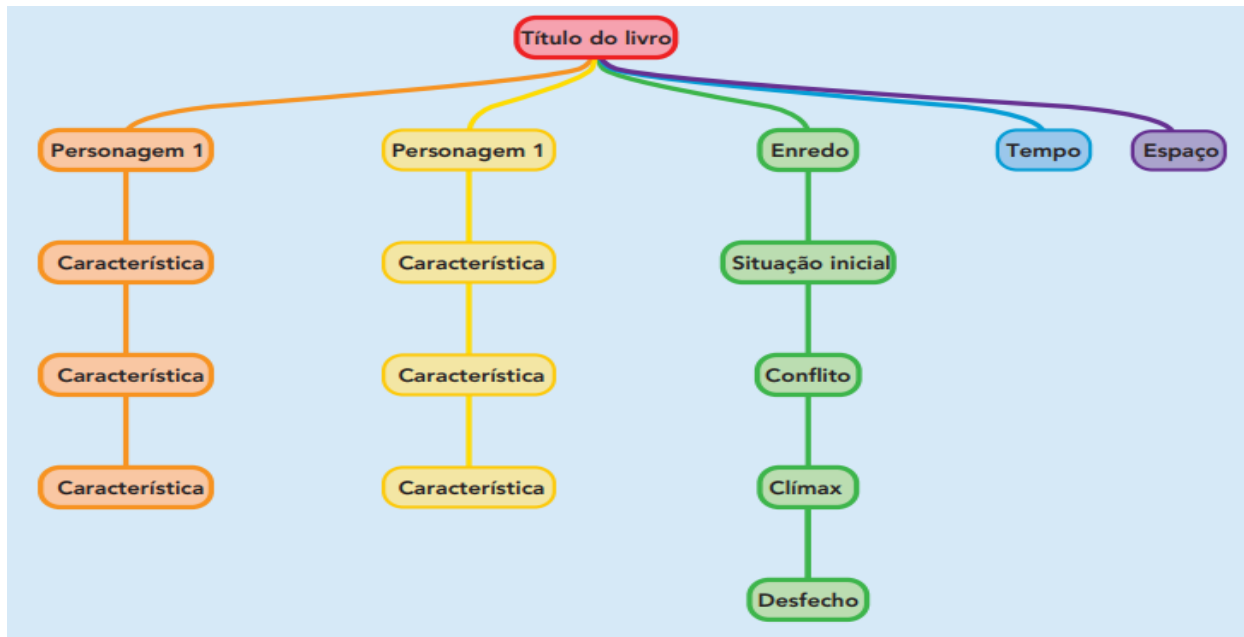 Título do livro
Personagem 1
Personagem 1
Enredo
Tempo
Espaço
Característica
Característica
Situação inicial
Característica
Característica
Conflito
Característica
Característica
Clímax
Desfecho